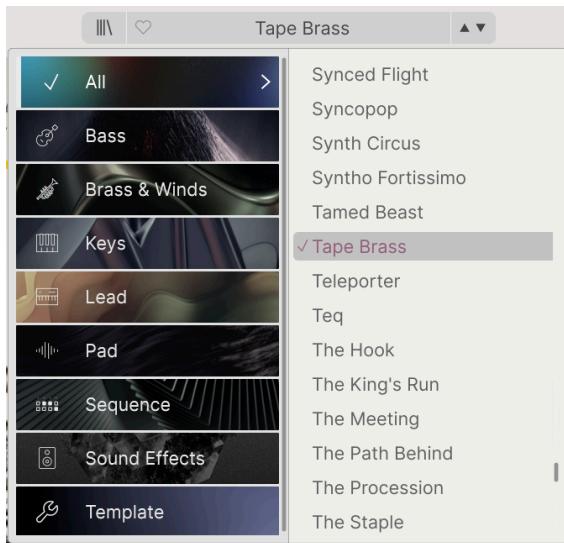 Tape Brass
All
Bass
Brass & Winds
Keys
Lead
Pad
Sequence
Sound Effects
Template
Synced Flight
Syncopop
Synth Circus
Syntho Fortissimo
Tamed Beast
Tape Brass
Teleporter
Teq
The Hook
The King's Run
The Meeting
The Path Behind
The Procession
The Staple